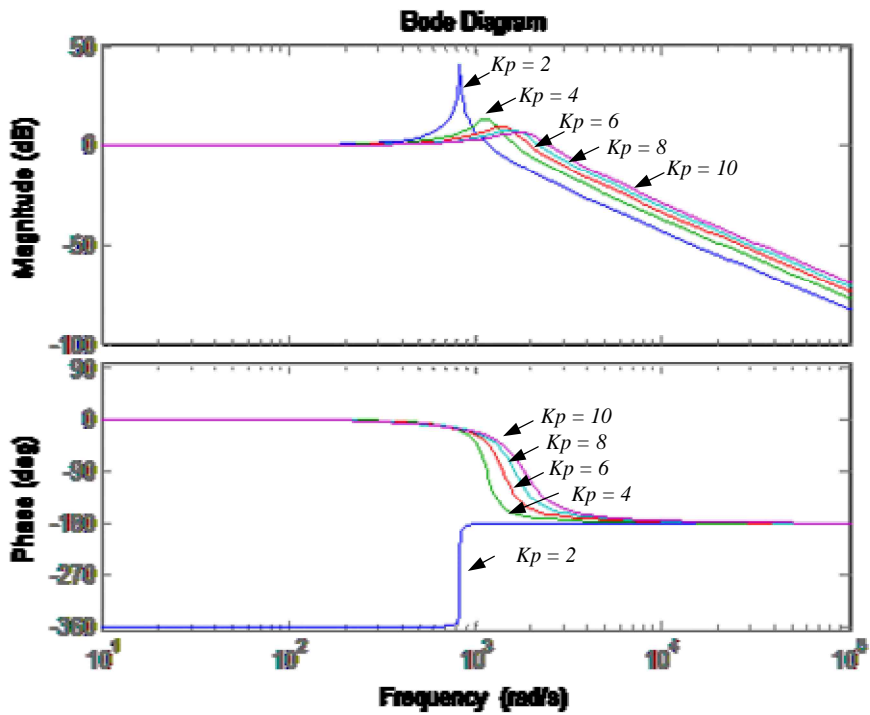 Bode Diagram
50
0
-50
-100
Magnitude (dB)
Kp = 2
Kp = 4
Kp = 6
Kp = 8
Kp = 10
90
0
-90
-180
-270
-360
Phase (deg)
Kp = 10
Kp = 8
Kp = 6
Kp = 4
Kp = 2
10^1
10^2
10^3
10^4
10^5
Frequency (rad/s)